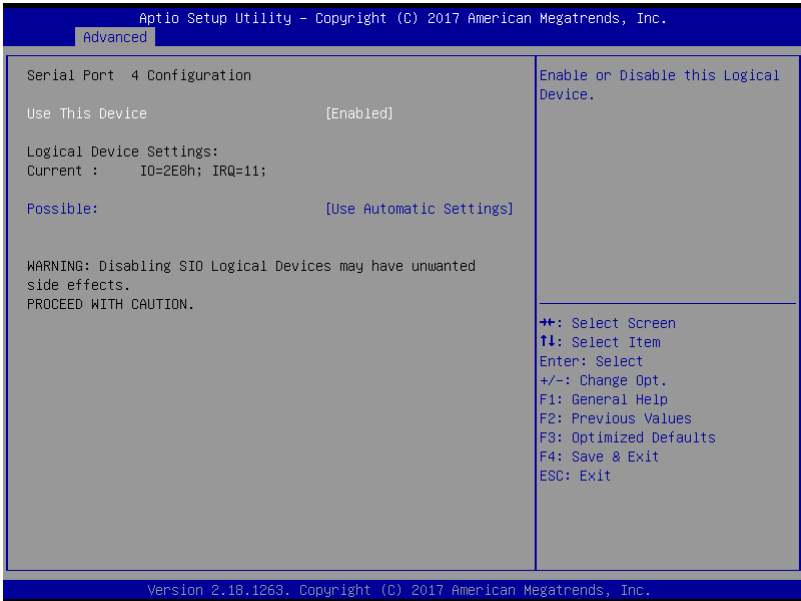 Aptio Setup Utility – Copyright (C) 2017 American Megatrends, Inc.
Advanced
Serial Port  4 Configuration
Use This Device [Enabled]
Logical Device Settings:
Current : IO=2E8h; IRQ=11;
Possible: [Use Automatic Settings]
WARNING: Disabling SIO Logical Devices may have unwanted
side effects.
PROCEED WITH CAUTION.
Enable or Disable this Logical
Device.
→←: Select Screen
↑↓: Select Item
Enter: Select
+/-: Change Opt.
F1: General Help
F2: Previous Values
F3: Optimized Defaults
F4: Save & Exit
ESC: Exit
Version 2.18.1263. Copyright (C) 2017 American Megatrends, Inc.